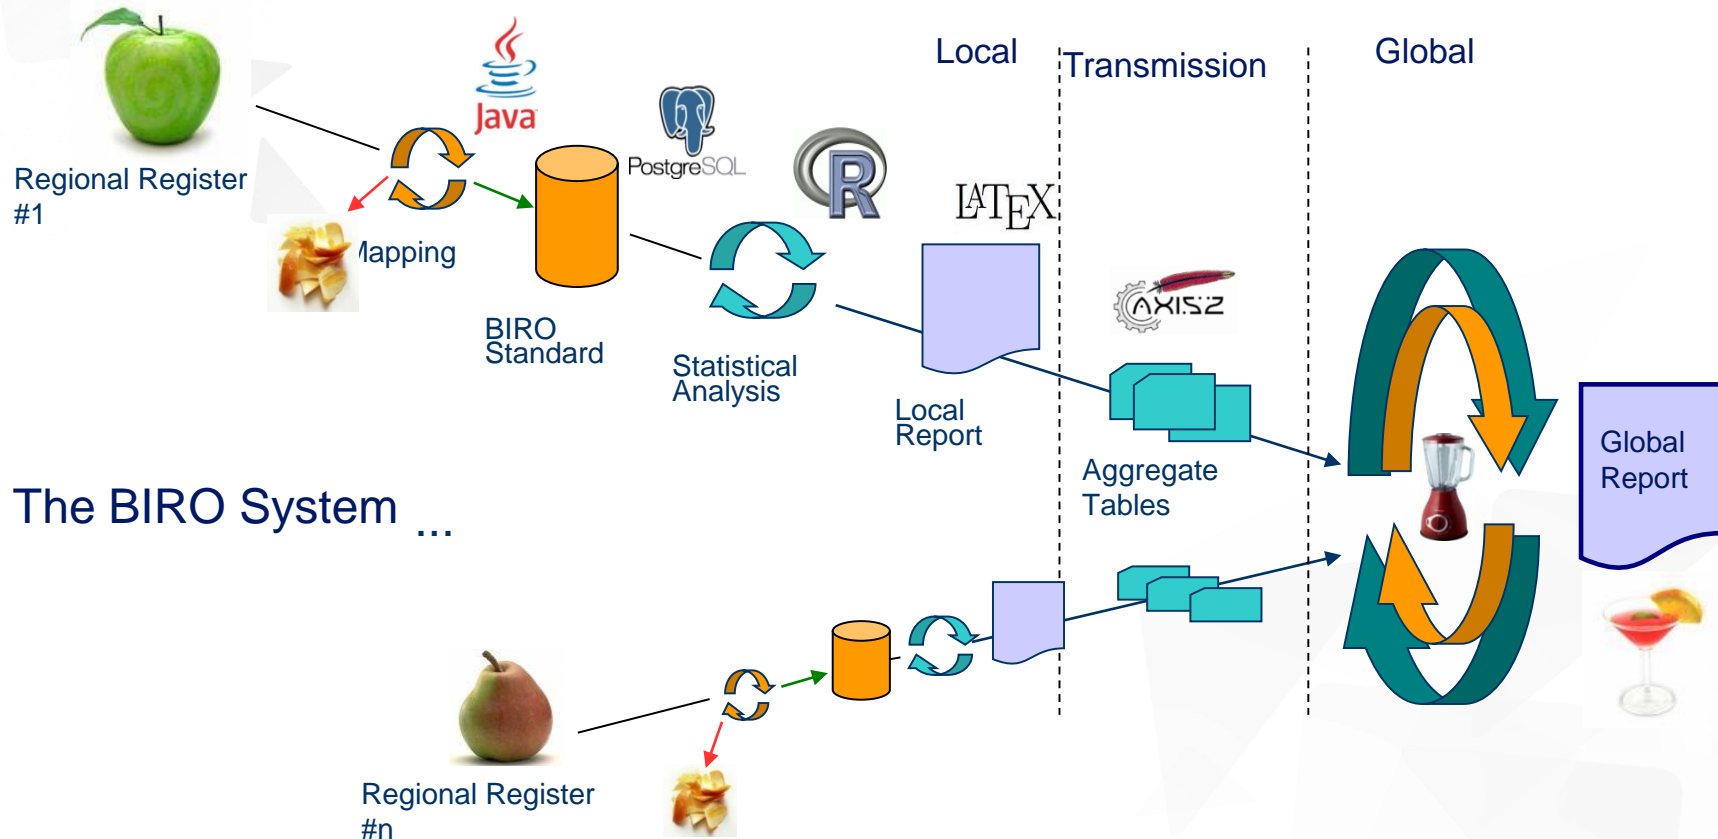 Local
Transmission
Global
Java
PostgreSQL
R
LATEX
Regional Register
#1
Mapping
BIRO
Standard
Statistical
Analysis
Local
Report
AXIS2
Aggregate
Tables
Global
Report
The BIRO System ...
Regional Register
#n